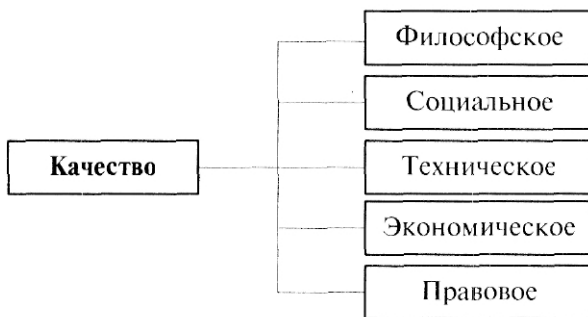 Философское
Социальное
Качество
Техническое
Экономическое
Правовое